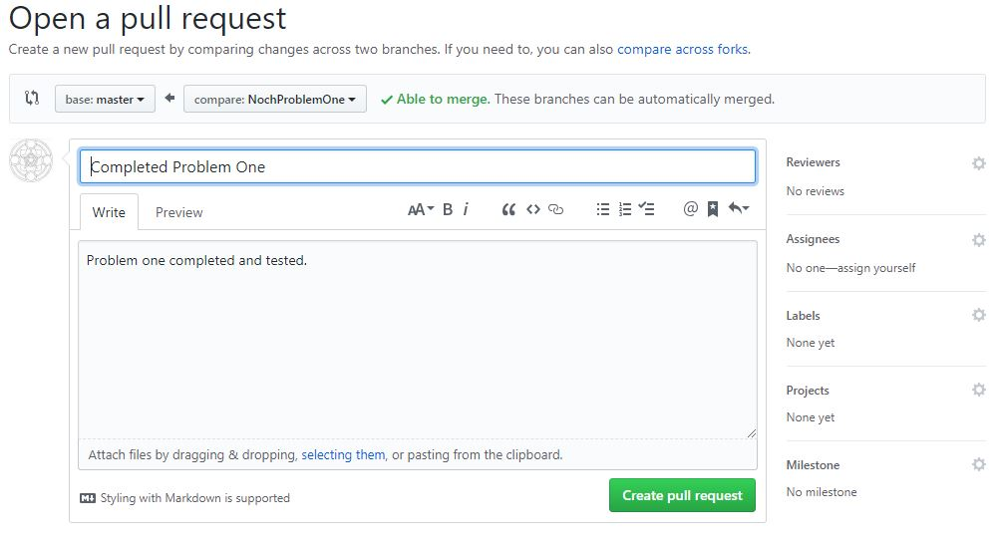 Open a pull request
Create a new pull request by comparing changes across two branches. If you need to, you can also compare across forks.
base: master compare: NochProblemOne Able to merge. These branches can be automatically merged.
Completed Problem One
Write Preview AA B i @
Problem one completed and tested.
Attach files by dragging & dropping, selecting them, or pasting from the clipboard.
Styling with Markdown is supported
Create pull request
Reviewers
No reviews
Assignees
No one—assign yourself
Labels
None yet
Projects
None yet
Milestone
No milestone